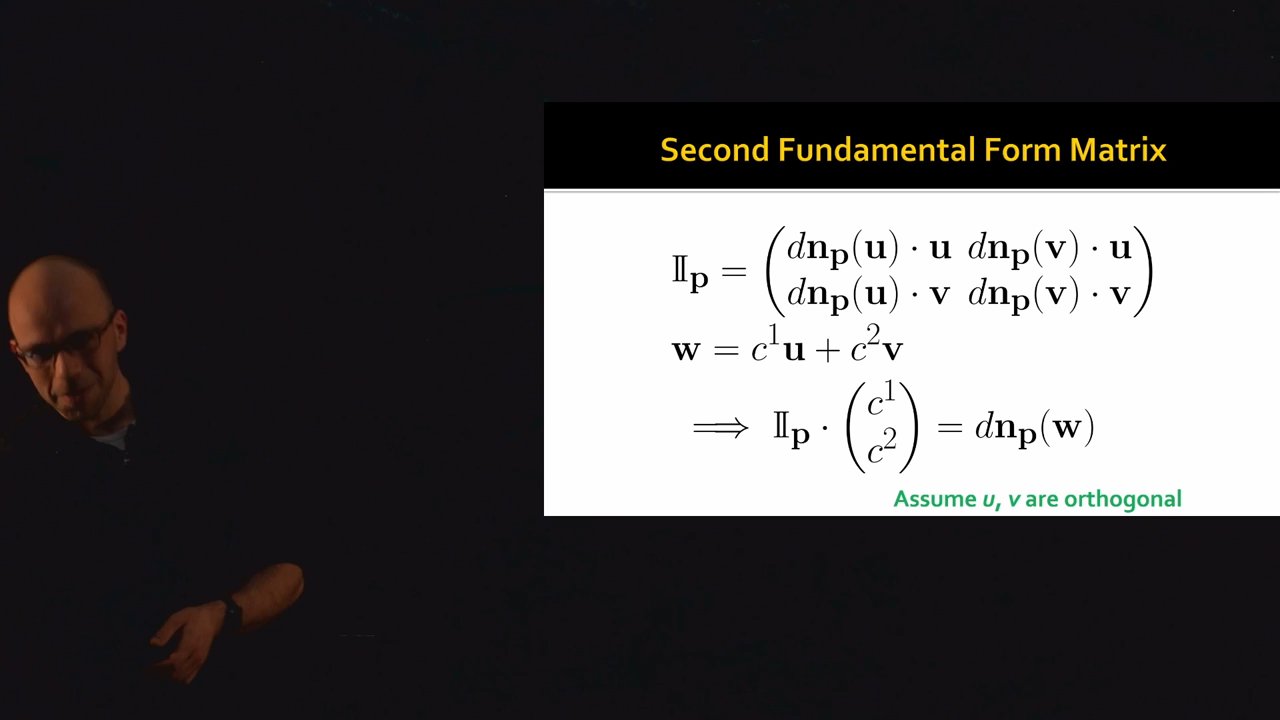 Second Fundamental Form Matrix
𝕀𝕀_𝐩 = ( d𝐧_𝐩(𝐮) · 𝐮  d𝐧_𝐩(𝐯) · 𝐮
d𝐧_𝐩(𝐮) · 𝐯  d𝐧_𝐩(𝐯) · 𝐯 )
𝐰 = c¹𝐮 + c²𝐯
⟹ 𝕀𝕀_𝐩 · ( c¹ c² ) = d𝐧_𝐩(𝐰)
Assume u, v are orthogonal